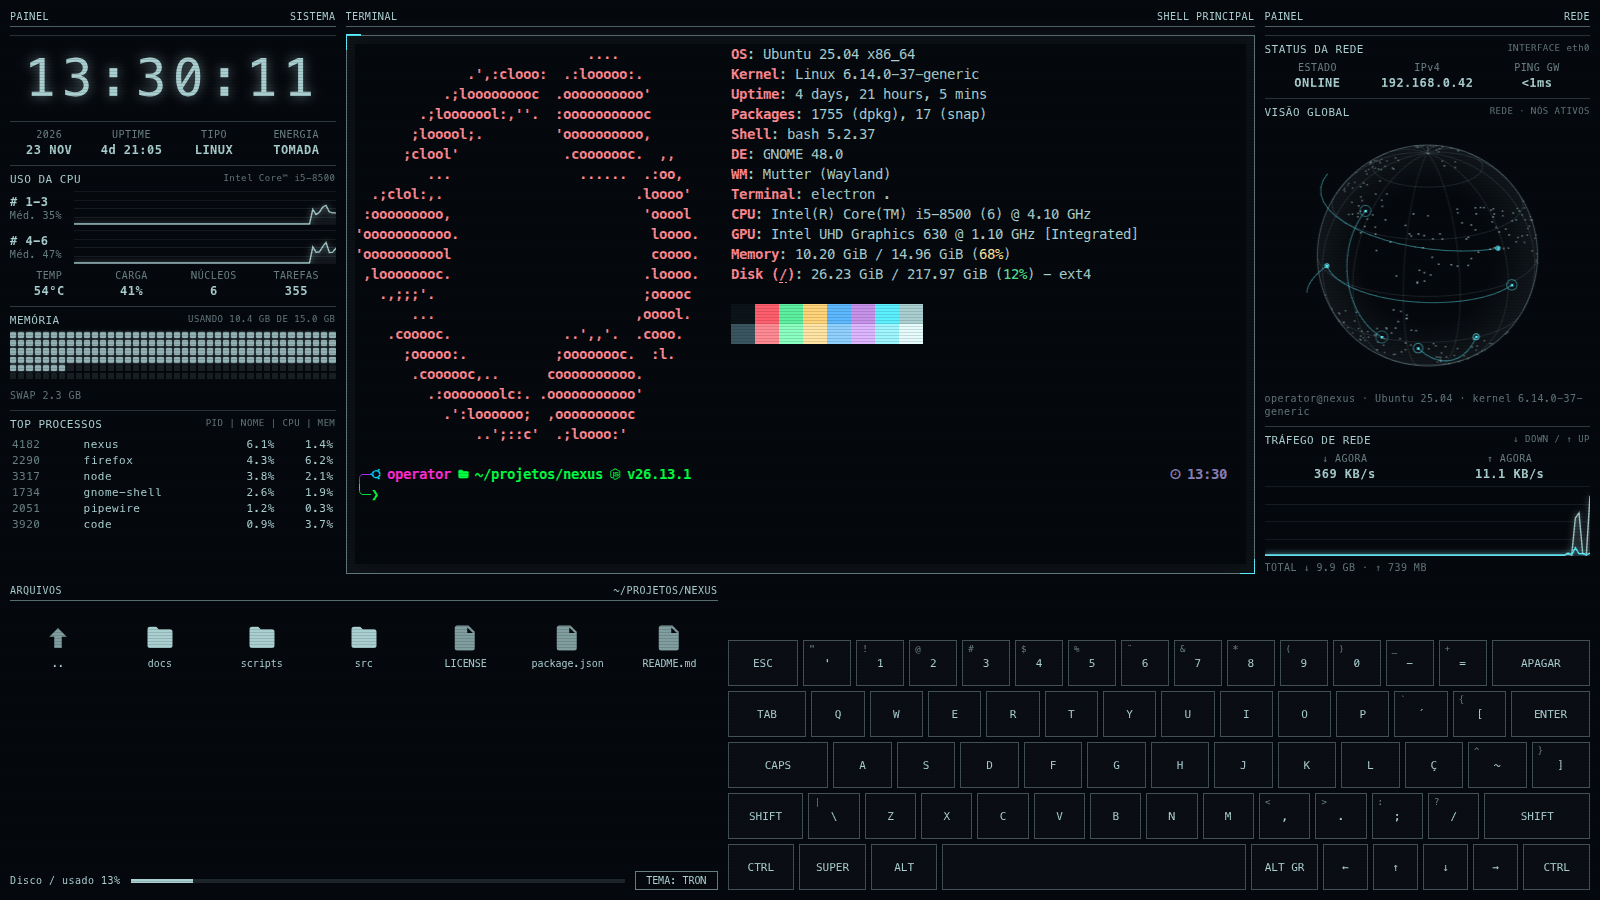 PAINEL SISTEMA
13:30:11
2026 UPTIME TIPO ENERGIA
23 NOV 4d 21:05 LINUX TOMADA
USO DA CPU Intel Core™ i5-8500
# 1-3
Méd. 35%
# 4-6
Méd. 47%
TEMP CARGA NÚCLEOS TAREFAS
54°C 41% 6 355
MEMÓRIA USANDO 10.4 GB DE 15.0 GB
SWAP 2.3 GB
TOP PROCESSOS PID | NOME | CPU | MEM
4182 nexus 6.1% 1.4%
2290 firefox 4.3% 6.2%
3317 node 3.8% 2.1%
1734 gnome-shell 2.6% 1.9%
2051 pipewire 1.2% 0.3%
3920 code 0.9% 3.7%
TERMINAL SHELL PRINCIPAL
OS: Ubuntu 25.04 x86_64
Kernel: Linux 6.14.0-37-generic
Uptime: 4 days, 21 hours, 5 mins
Packages: 1755 (dpkg), 17 (snap)
Shell: bash 5.2.37
DE: GNOME 48.0
WM: Mutter (Wayland)
Terminal: electron .
CPU: Intel(R) Core(TM) i5-8500 (6) @ 4.10 GHz
GPU: Intel UHD Graphics 630 @ 1.10 GHz [Integrated]
Memory: 10.20 GiB / 14.96 GiB (68%)
Disk (/): 26.23 GiB / 217.97 GiB (12%) - ext4
operator ~/projetos/nexus v26.13.1 13:30
❯
PAINEL REDE
STATUS DA REDE INTERFACE eth0
ESTADO IPv4 PING GW
ONLINE 192.168.0.42 <1ms
VISÃO GLOBAL REDE · NÓS ATIVOS
operator@nexus · Ubuntu 25.04 · kernel 6.14.0-37-
generic
TRÁFEGO DE REDE ↓ DOWN / ↑ UP
↓ AGORA ↑ AGORA
369 KB/s 11.1 KB/s
TOTAL ↓ 9.9 GB · ↑ 739 MB
ARQUIVOS ~/PROJETOS/NEXUS
.. docs scripts src LICENSE package.json README.md
Disco / usado 13% TEMA: TRON
ESC " ' ! 1 @ 2 # 3 $ 4 % 5 ¨ 6 & 7 * 8 ( 9 ) 0 _ - + = APAGAR
TAB Q W E R T Y U I O P ` ´ { [ ENTER
CAPS A S D F G H J K L Ç ^ ~ } ]
SHIFT | \ Z X C V B N M < , > . : ; ? / SHIFT
CTRL SUPER ALT ALT GR ← ↑ ↓ → CTRL